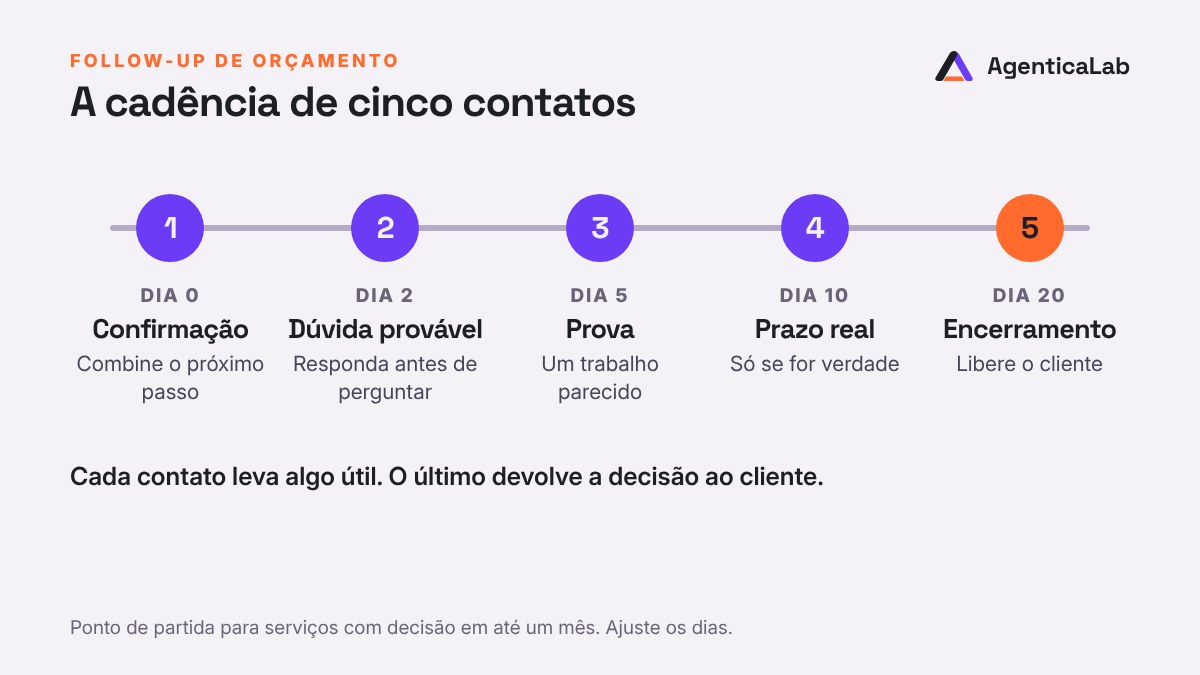 FOLLOW-UP DE ORÇAMENTO
A cadência de cinco contatos
AgenticaLab
1
DIA 0
Confirmação
Combine o próximo
passo
2
DIA 2
Dúvida provável
Responda antes de
perguntar
3
DIA 5
Prova
Um trabalho
parecido
4
DIA 10
Prazo real
Só se for verdade
5
DIA 20
Encerramento
Libere o cliente
Cada contato leva algo útil. O último devolve a decisão ao cliente.
Ponto de partida para serviços com decisão em até um mês. Ajuste os dias.